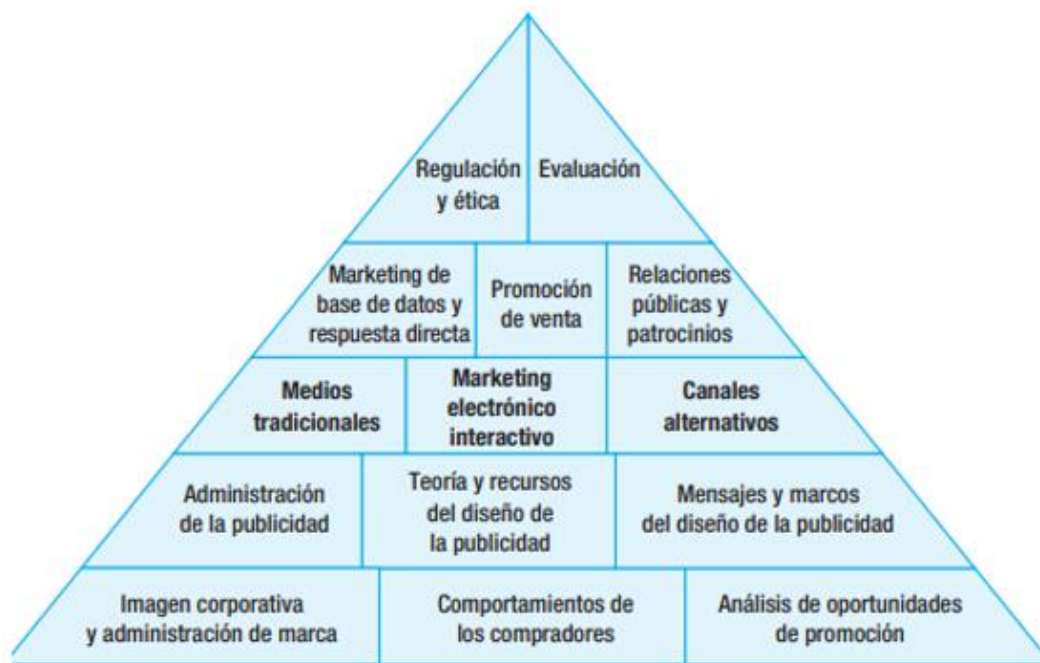 Regulación
y ética
Evaluación
Marketing de
base de datos y
respuesta directa
Promoción
de venta
Relaciones
públicas y
patrocinios
Medios
tradicionales
Marketing
electrónico
interactivo
Canales
alternativos
Administración
de la publicidad
Teoría y recursos
del diseño de
la publicidad
Mensajes y marcos
del diseño de la publicidad
Imagen corporativa
y administración de marca
Comportamientos de
los compradores
Análisis de oportunidades
de promoción